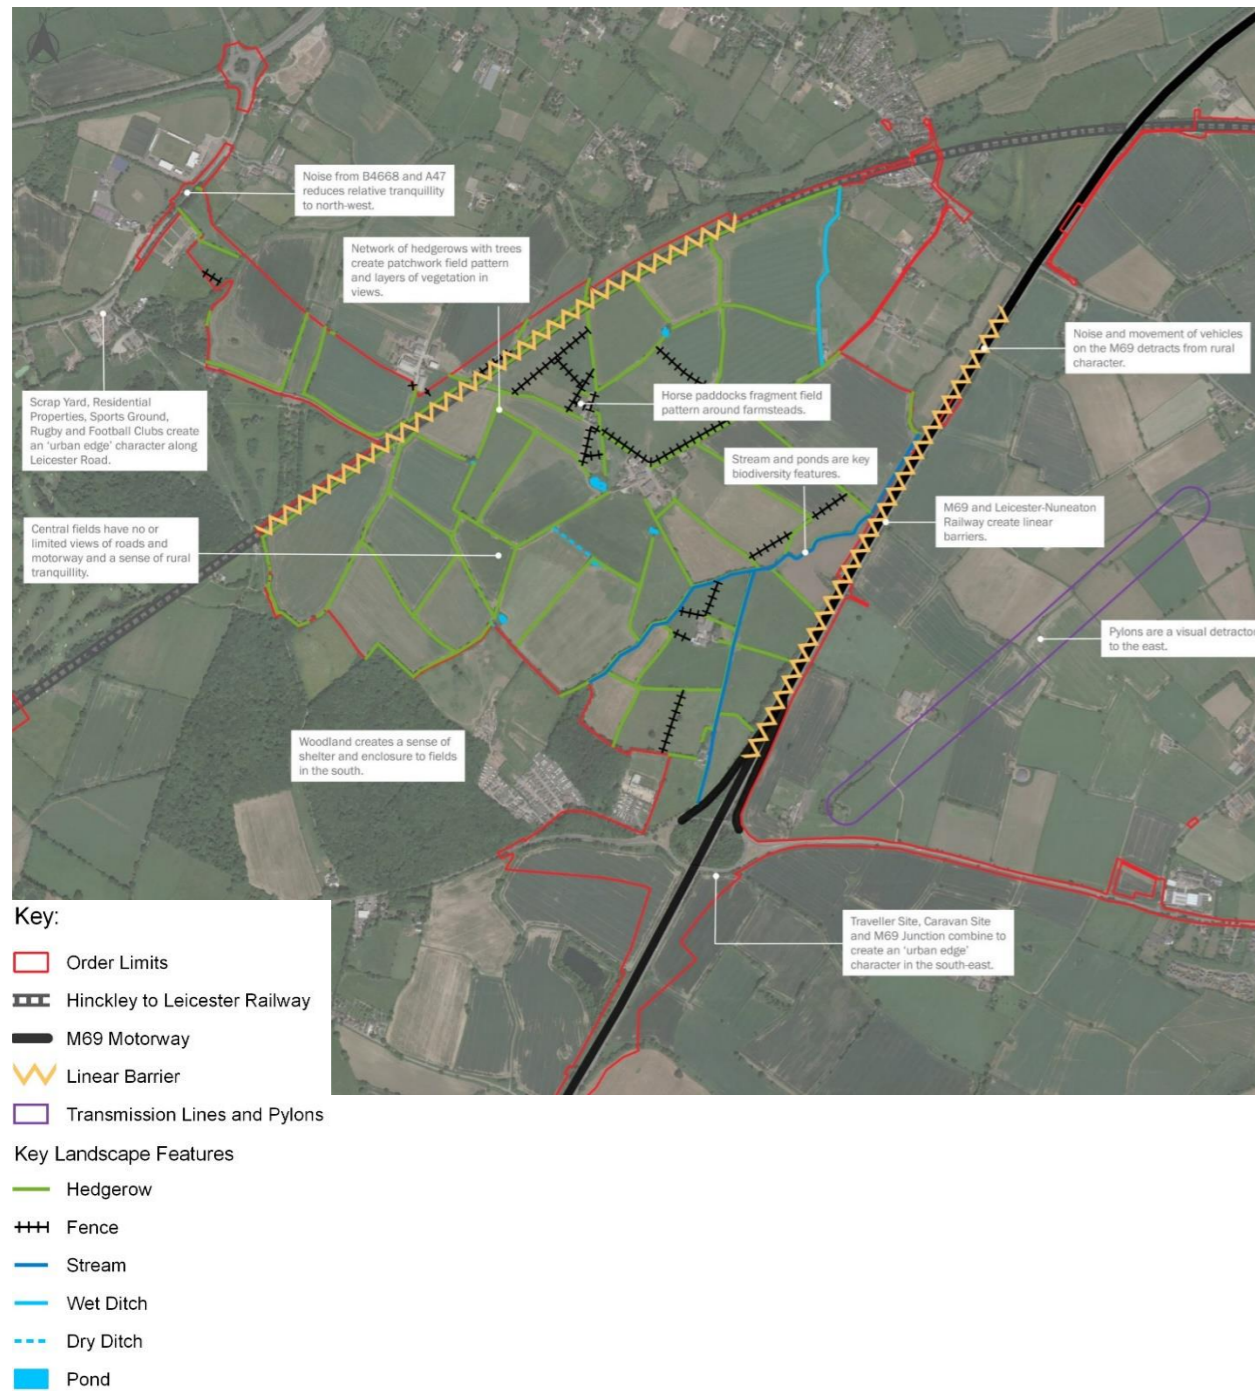 Noise from B4668 and A47
reduces relative tranquillity
to north-west.
Network of hedgerows with trees
create patchwork field pattern
and layers of vegetation in
views.
Noise and movement of vehicles
on the M69 detracts from rural
character.
Scrap Yard, Residential
Properties, Sports Ground,
Rugby and Football Clubs create
an ‘urban edge’ character along
Leicester Road.
Horse paddocks fragment field
pattern around farmsteads.
Stream and ponds are key
biodiversity features.
M69 and Leicester-Nuneaton
Railway create linear
barriers.
Central fields have no or
limited views of roads and
motorway and a sense of rural
tranquillity.
Pylons are a visual detractor
to the east.
Woodland creates a sense of
shelter and enclosure to fields
in the south.
Traveller Site, Caravan Site
and M69 Junction combine to
create an ‘urban edge’
character in the south-east.
Key:
Order Limits
Hinckley to Leicester Railway
M69 Motorway
Linear Barrier
Transmission Lines and Pylons
Key Landscape Features
Hedgerow
Fence
Stream
Wet Ditch
Dry Ditch
Pond